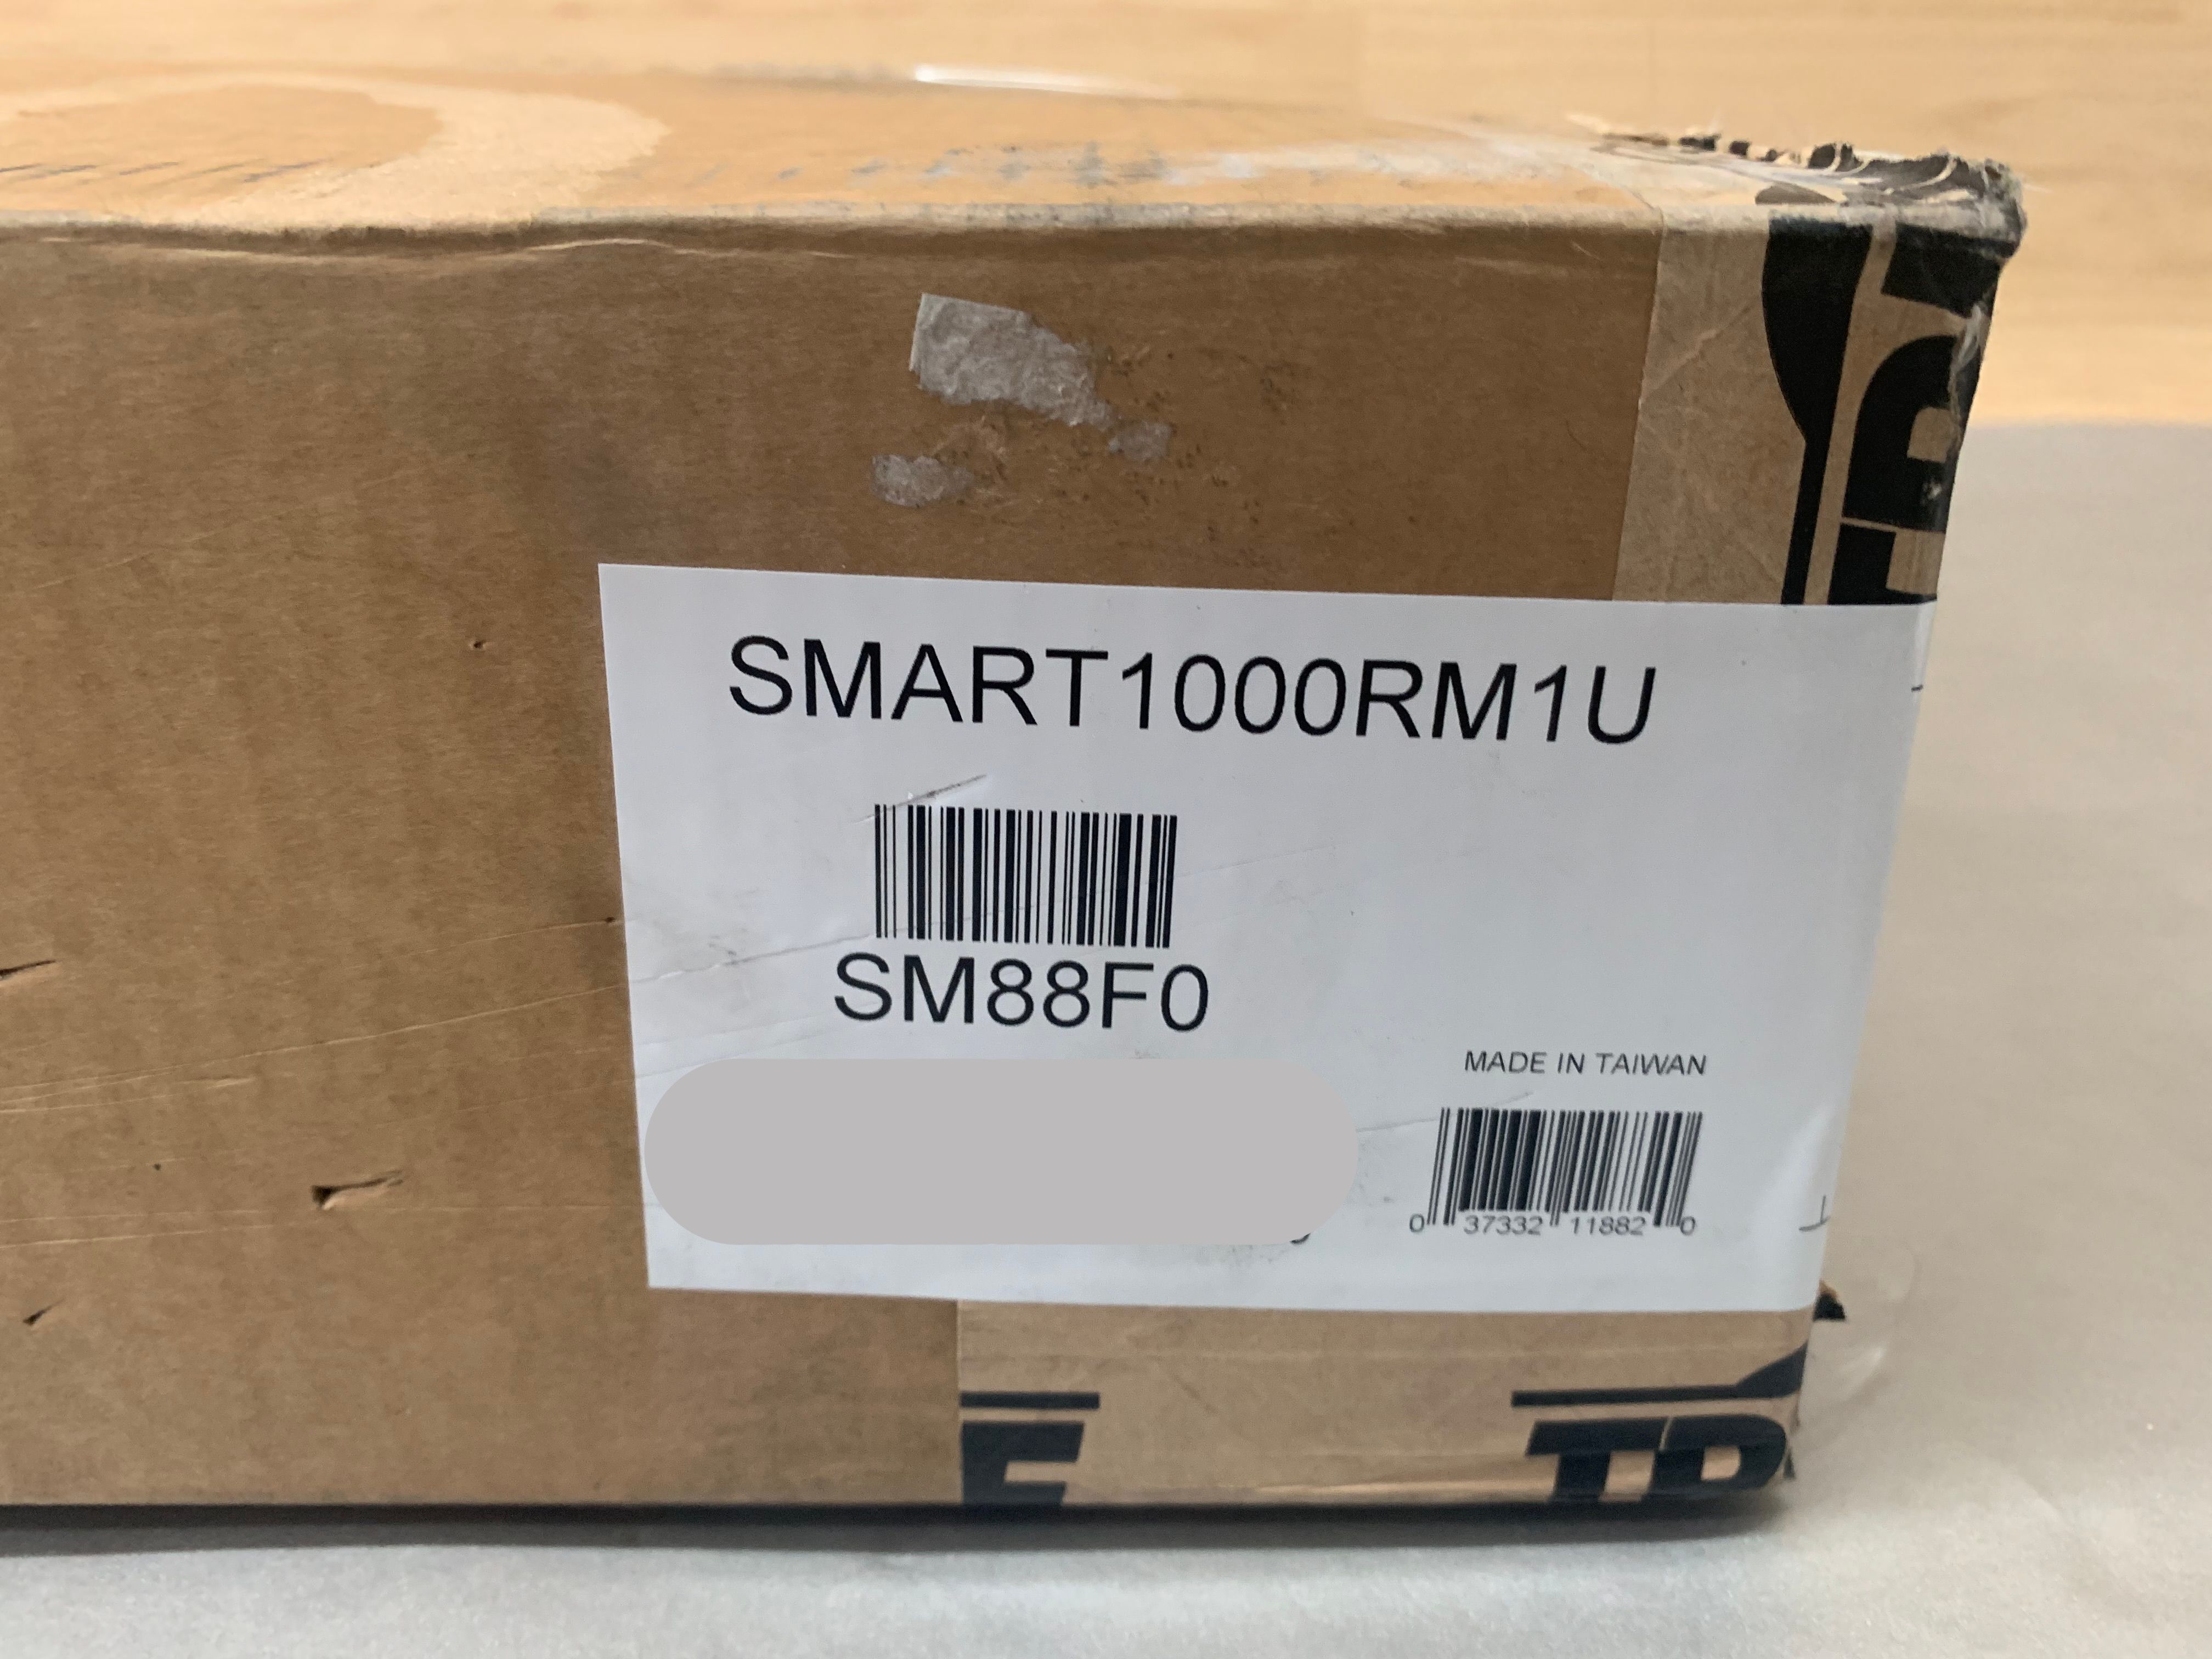 SMART1000RM1U
SM88F0
MADE IN TAIWAN
0 37332 11882 0